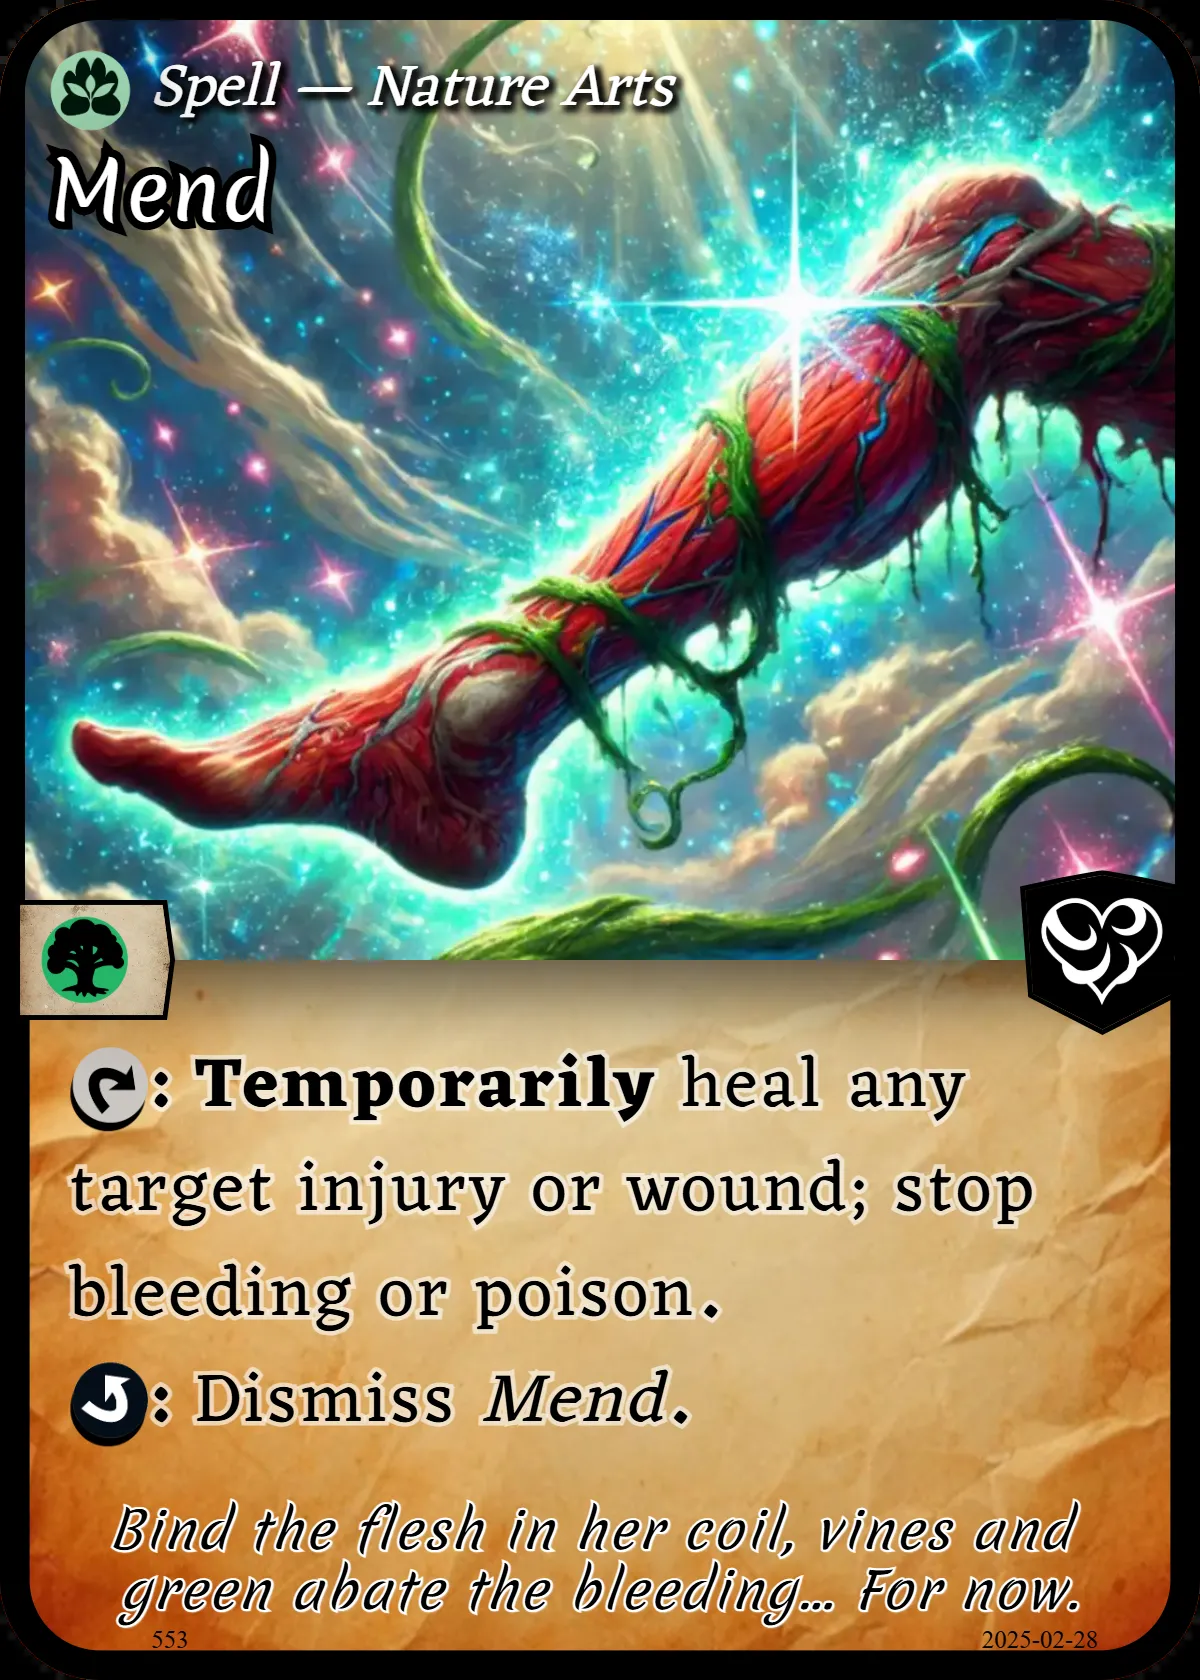 Spell — Nature Arts
Mend
: Temporarily heal any
target injury or wound; stop
bleeding or poison.
: Dismiss Mend.
Bind the flesh in her coil, vines and
green abate the bleeding... For now.
553
2025-02-28